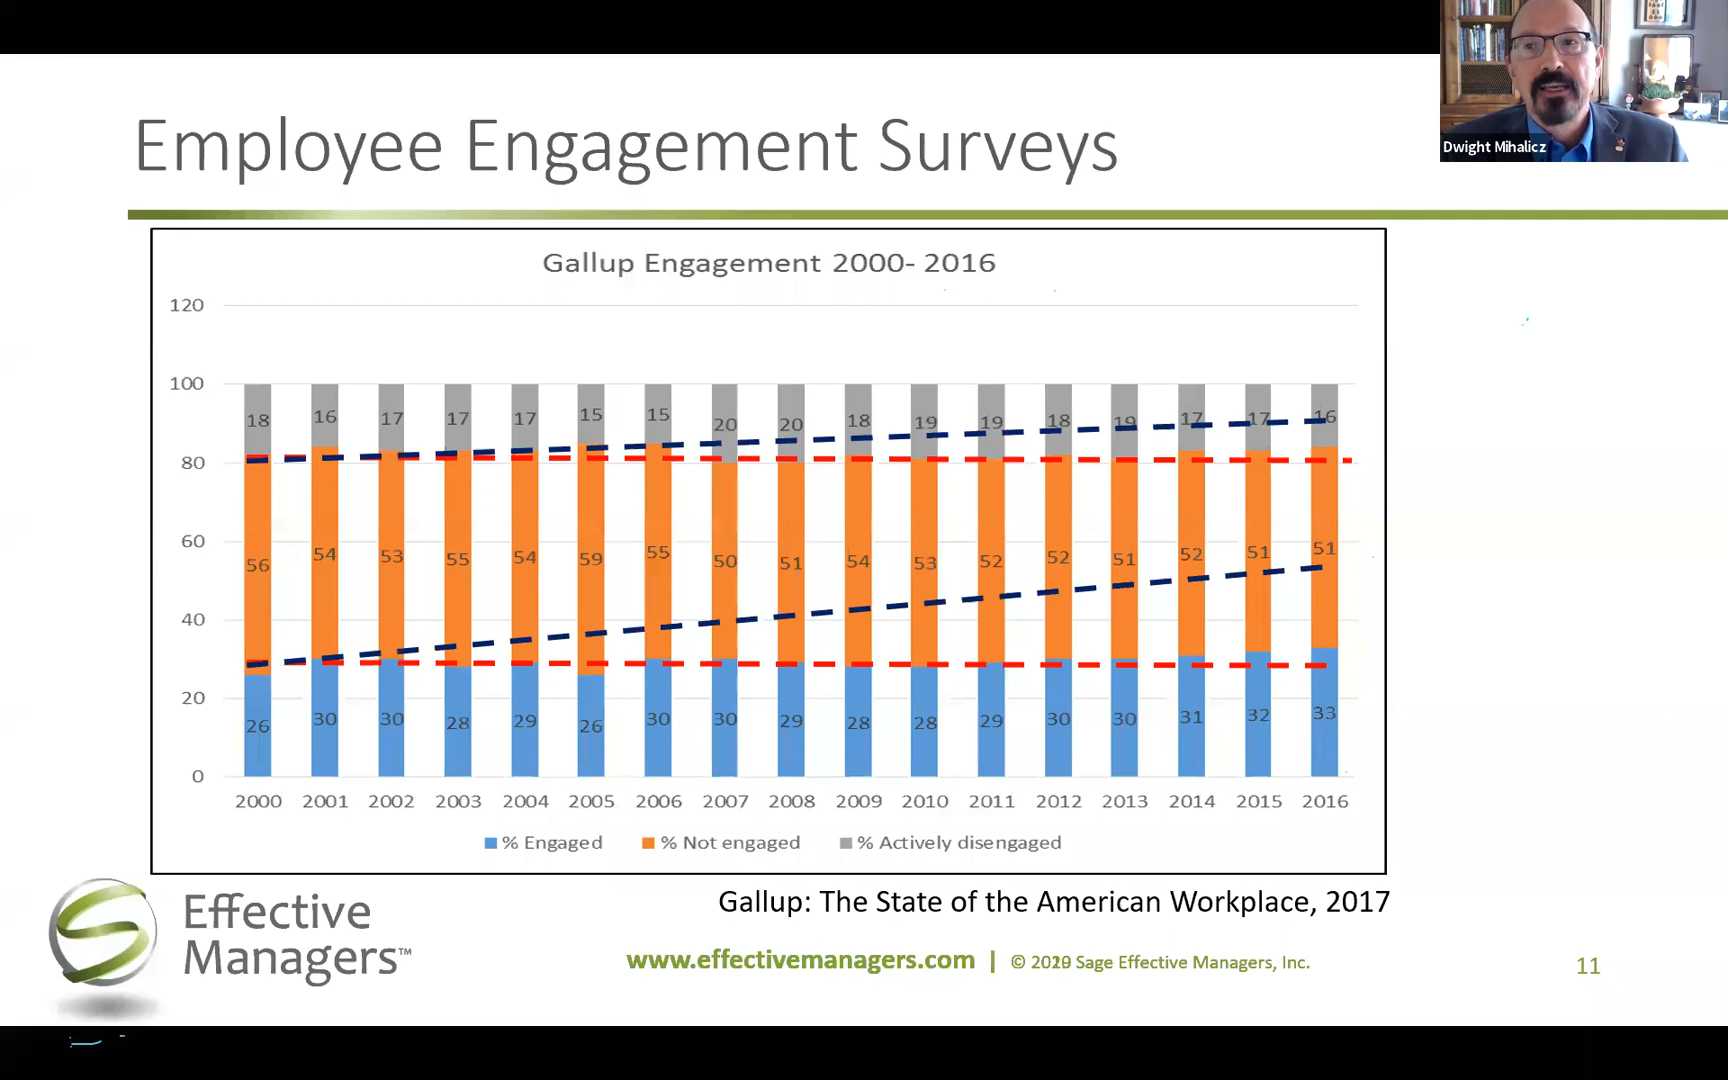 Dwight Mihalicz
Employee Engagement Surveys
Gallup Engagement 2000- 2016
120
100
80
60
40
20
0
18 16 17 17 17 15 15 20 20 18 19 19 18 19 17 17 16
56 54 53 55 54 59 55 50 51 54 53 52 52 51 52 51 51
26 30 30 28 29 26 30 30 29 28 28 29 30 30 31 32 33
2000 2001 2002 2003 2004 2005 2006 2007 2008 2009 2010 2011 2012 2013 2014 2015 2016
% Engaged % Not engaged % Actively disengaged
Gallup: The State of the American Workplace, 2017
Effective
Managers™
www.effectivemanagers.com | © Sage Effective Managers, Inc.
11